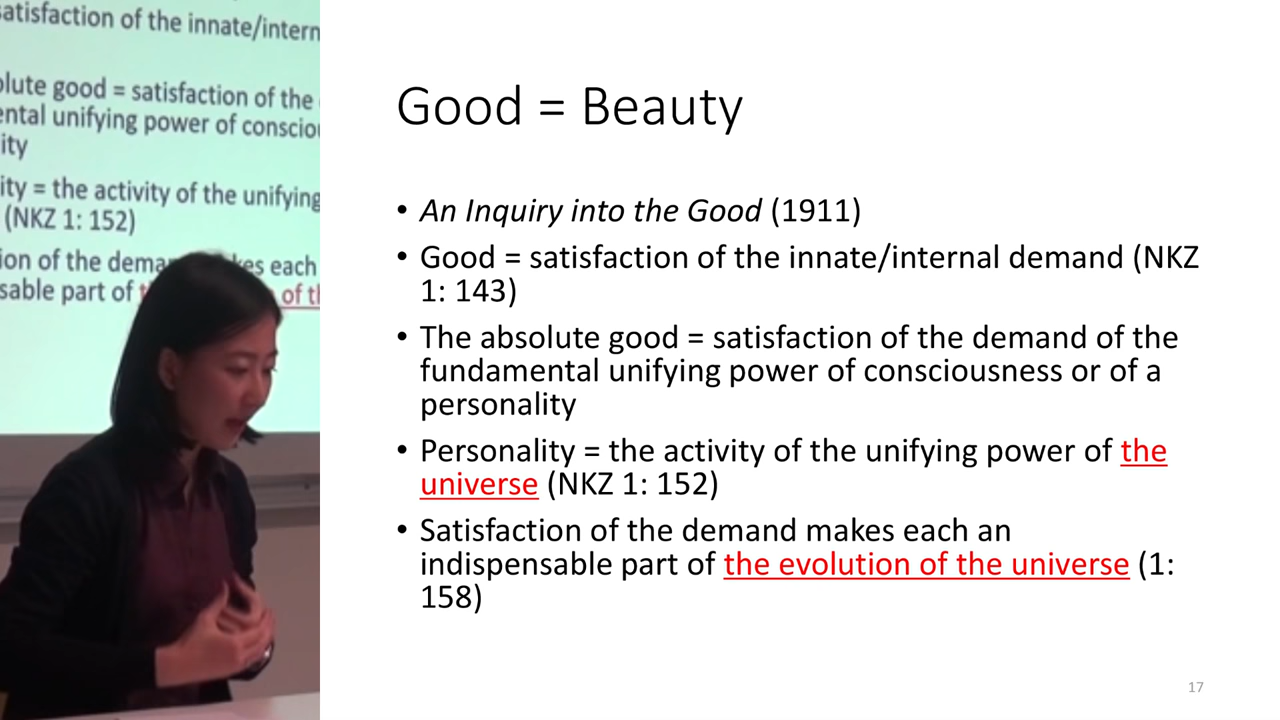 satisfaction of the innate/intern
olute good = satisfaction of the
ental unifying power of consciou
ity
ity = the activity of the unifying
(NKZ 1: 152)
ion of the dema kes each
sable part of of th
Good = Beauty
• An Inquiry into the Good (1911)
• Good = satisfaction of the innate/internal demand (NKZ
1: 143)
• The absolute good = satisfaction of the demand of the
fundamental unifying power of consciousness or of a
personality
• Personality = the activity of the unifying power of the
universe (NKZ 1: 152)
• Satisfaction of the demand makes each an
indispensable part of the evolution of the universe (1:
158)
17